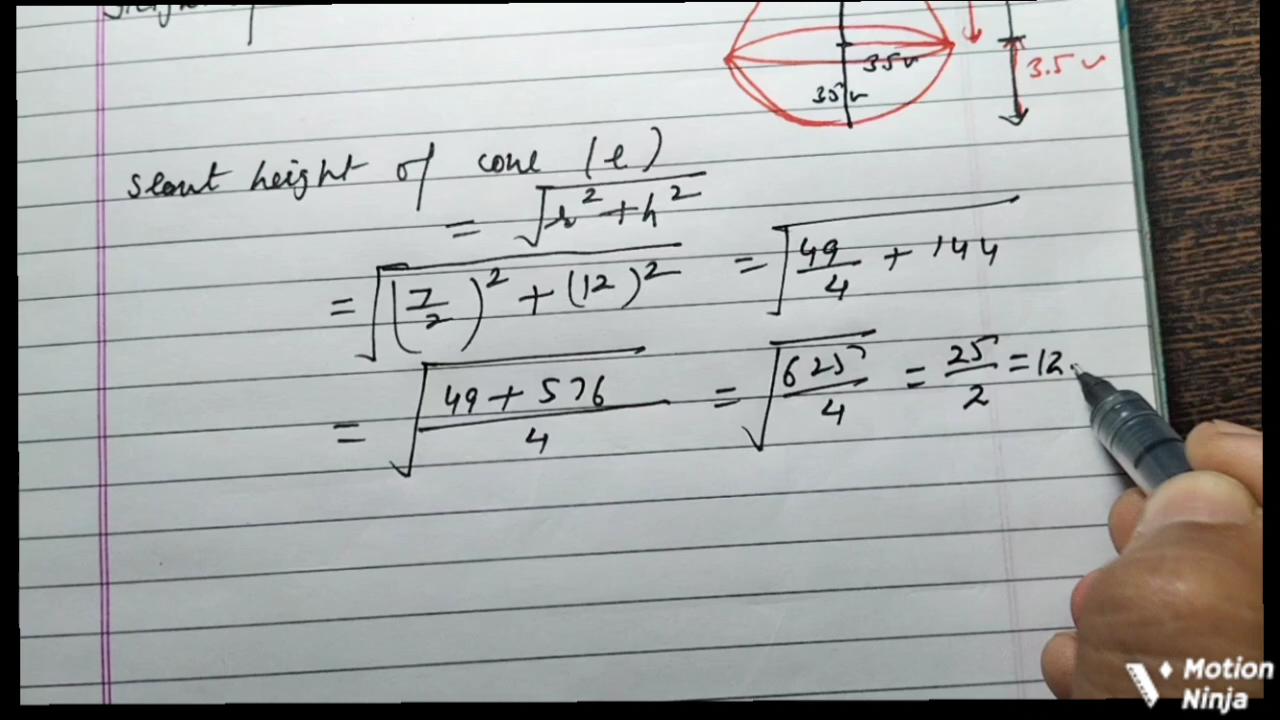 3.5
3.5
3.5
Slant height of cone (l)
= √(r² + h²)
= √((7/2)² + (12)²) = √(49/4 + 144)
= √((49 + 576)/4) = √(625/4) = 25/2 = 12.
Motion
Ninja